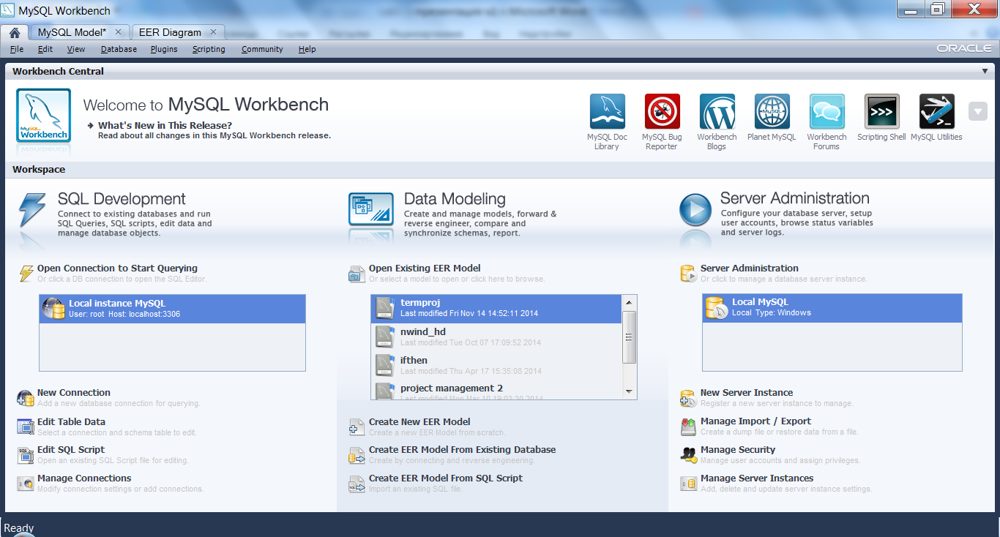 MySQL Workbench
MySQL Model*
EER Diagram
File Edit View Database Plugins Scripting Community Help
ORACLE
Workbench Central
MySQL
Workbench
Welcome to MySQL Workbench
What's New in This Release?
Read about all changes in this MySQL Workbench release.
MySQL Doc
Library
MySQL Bug
Reporter
Workbench
Blogs
MySQL
Planet MySQL
Workbench
Forums
>>>
Scripting Shell
MySQL Utilities
Workspace
SQL Development
Connect to existing databases and run
SQL Queries, SQL scripts, edit data and
manage database objects.
Open Connection to Start Querying
Or click a DB connection to open the SQL Editor.
Local instance MySQL
User: root Host: localhost:3306
New Connection
Add a new database connection for querying.
Edit Table Data
Select a connection and schema table to edit.
Edit SQL Script
Open an existing SQL Script file for editing.
Manage Connections
Modify connection settings or add connections.
Data Modeling
Create and manage models, forward &
reverse engineer, compare and
synchronize schemas, report.
Open Existing EER Model
Or select a model to open or click here to browse.
termproj
Last modified Fri Nov 14 14:52:11 2014
nwind_hd
Last modified Tue Oct 07 17:09:52 2014
ifthen
Last modified Thu Apr 17 15:35:08 2014
project management 2
Last modified Mon Mar 10 19:02:30 2014
Create New EER Model
Create a new EER Model from scratch.
Create EER Model From Existing Database
Create by connecting and reverse engineering.
Create EER Model From SQL Script
Import an existing SQL file.
Server Administration
Configure your database server, setup
user accounts, browse status variables
and server logs.
Server Administration
Or click to manage a database server instance.
Local MySQL
Local Type: Windows
New Server Instance
Register a new server instance to manage.
Manage Import / Export
Create a dump file or restore data from a file.
Manage Security
Manage user accounts and assign privileges.
Manage Server Instances
Add, delete and update server instance settings.
Ready